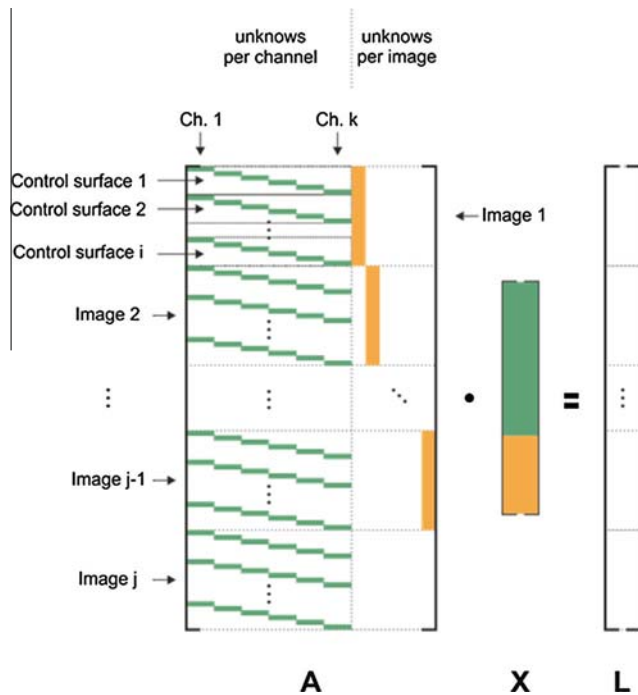 unknows per channel
unknows per image
Ch. 1
Ch. k
Control surface 1
Control surface 2
Control surface i
Image 1
Image 2
Image j-1
Image j
• =
A X L